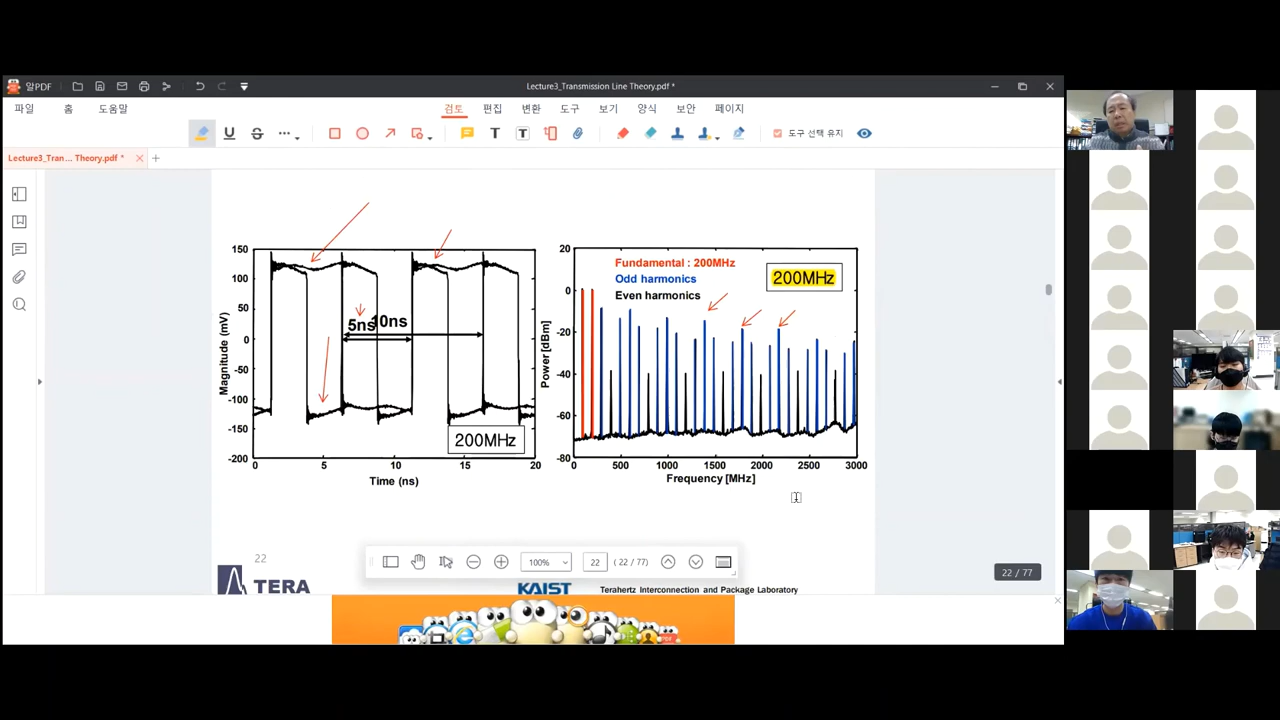 알PDF
Lecture3_Transmission Line Theory.pdf *
파일 홈 도움말 검토 편집 변환 도구 보기 양식 보안 페이지
T T 도구 선택 유지
Lecture3_Tran... Theory.pdf *
150
100
50
0
-50
-100
-150
-200
Magnitude (mV)
5ns
10ns
200MHz
0 5 10 15 20
Time (ns)
20
0
-20
-40
-60
-80
Power [dBm]
Fundamental : 200MHz
Odd harmonics
Even harmonics
200MHz
0 500 1000 1500 2000 2500 3000
Frequency [MHz]
22
TERA
KAIST
Terahertz Interconnection and Package Laboratory
100% 22 ( 22 / 77)
22 / 77